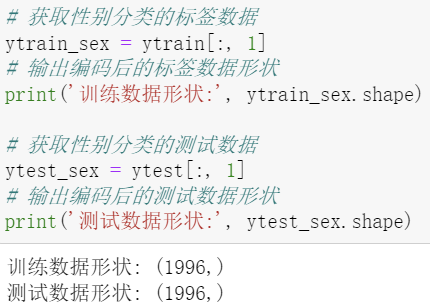 # 获取性别分类的标签数据
ytrain_sex = ytrain[:, 1]
# 输出编码后的标签数据形状
print('训练数据形状:', ytrain_sex.shape)
# 获取性别分类的测试数据
ytest_sex = ytest[:, 1]
# 输出编码后的测试数据形状
print('测试数据形状:', ytest_sex.shape)
训练数据形状: (1996,)
测试数据形状: (1996,)